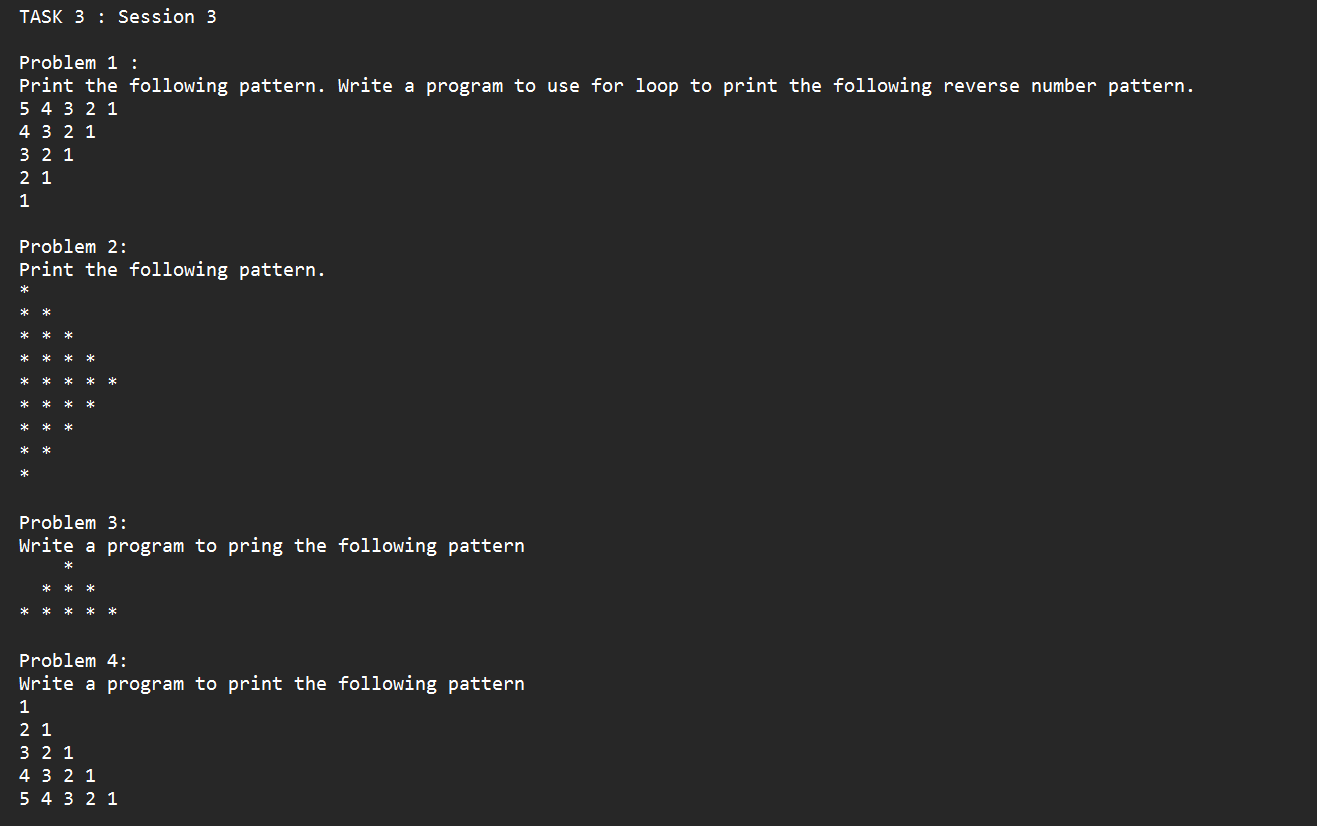 TASK 3 : Session 3
Problem 1 :
Print the following pattern. Write a program to use for loop to print the following reverse number pattern.
5 4 3 2 1
4 3 2 1
3 2 1
2 1
1
Problem 2:
Print the following pattern.
*
* *
* * *
* * * *
* * * * *
* * * *
* * *
* *
*
Problem 3:
Write a program to pring the following pattern
    *
  * * *
* * * * *
Problem 4:
Write a program to print the following pattern
1
2 1
3 2 1
4 3 2 1
5 4 3 2 1